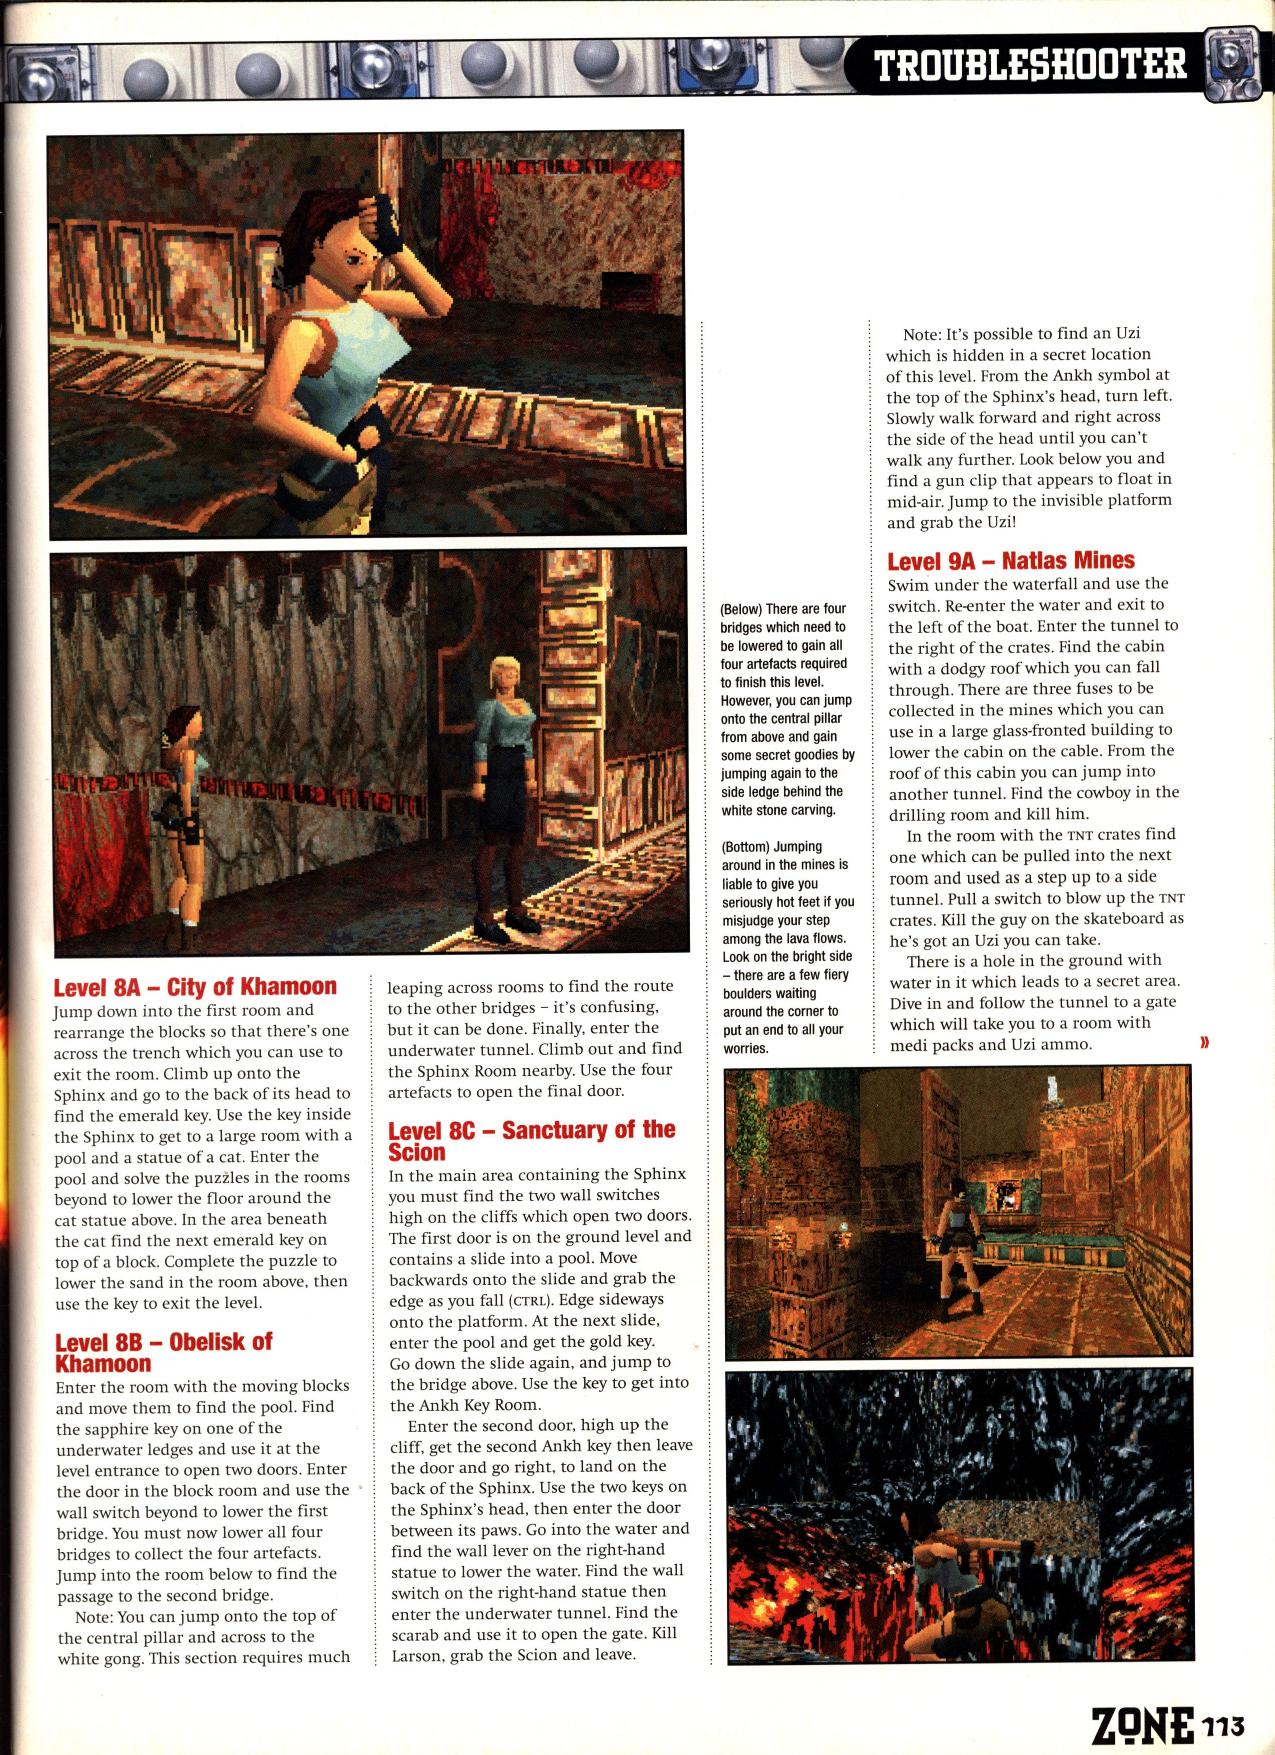 TROUBLESHOOTER
Level 8A – City of Khamoon
Jump down into the first room and
rearrange the blocks so that there's one
across the trench which you can use to
exit the room. Climb up onto the
Sphinx and go to the back of its head to
find the emerald key. Use the key inside
the Sphinx to get to a large room with a
pool and a statue of a cat. Enter the
pool and solve the puzzles in the rooms
beyond to lower the floor around the
cat statue above. In the area beneath
the cat find the next emerald key on
top of a block. Complete the puzzle to
lower the sand in the room above, then
use the key to exit the level.
Level 8B – Obelisk of
Khamoon
Enter the room with the moving blocks
and move them to find the pool. Find
the sapphire key on one of the
underwater ledges and use it at the
level entrance to open two doors. Enter
the door in the block room and use the
wall switch beyond to lower the first
bridge. You must now lower all four
bridges to collect the four artefacts.
Jump into the room below to find the
passage to the second bridge.
Note: You can jump onto the top of
the central pillar and across to the
white gong. This section requires much
leaping across rooms to find the route
to the other bridges – it's confusing,
but it can be done. Finally, enter the
underwater tunnel. Climb out and find
the Sphinx Room nearby. Use the four
artefacts to open the final door.
Level 8C – Sanctuary of the
Scion
In the main area containing the Sphinx
you must find the two wall switches
high on the cliffs which open two doors.
The first door is on the ground level and
contains a slide into a pool. Move
backwards onto the slide and grab the
edge as you fall (CTRL). Edge sideways
onto the platform. At the next slide,
enter the pool and get the gold key.
Go down the slide again, and jump to
the bridge above. Use the key to get into
the Ankh Key Room.
Enter the second door, high up the
cliff, get the second Ankh key then leave
the door and go right, to land on the
back of the Sphinx. Use the two keys on
the Sphinx's head, then enter the door
between its paws. Go into the water and
find the wall lever on the right-hand
statue to lower the water. Find the wall
switch on the right-hand statue then
enter the underwater tunnel. Find the
scarab and use it to open the gate. Kill
Larson, grab the Scion and leave.
(Below) There are four
bridges which need to
be lowered to gain all
four artefacts required
to finish this level.
However, you can jump
onto the central pillar
from above and gain
some secret goodies by
jumping again to the
side ledge behind the
white stone carving.
(Bottom) Jumping
around in the mines is
liable to give you
seriously hot feet if you
misjudge your step
among the lava flows.
Look on the bright side
– there are a few fiery
boulders waiting
around the corner to
put an end to all your
worries.
Note: It's possible to find an Uzi
which is hidden in a secret location
of this level. From the Ankh symbol at
the top of the Sphinx's head, turn left.
Slowly walk forward and right across
the side of the head until you can't
walk any further. Look below you and
find a gun clip that appears to float in
mid-air. Jump to the invisible platform
and grab the Uzi!
Level 9A – Natlas Mines
Swim under the waterfall and use the
switch. Re-enter the water and exit to
the left of the boat. Enter the tunnel to
the right of the crates. Find the cabin
with a dodgy roof which you can fall
through. There are three fuses to be
collected in the mines which you can
use in a large glass-fronted building to
lower the cabin on the cable. From the
roof of this cabin you can jump into
another tunnel. Find the cowboy in the
drilling room and kill him.
In the room with the TNT crates find
one which can be pulled into the next
room and used as a step up to a side
tunnel. Pull a switch to blow up the TNT
crates. Kill the guy on the skateboard as
he's got an Uzi you can take.
There is a hole in the ground with
water in it which leads to a secret area.
Dive in and follow the tunnel to a gate
which will take you to a room with
medi packs and Uzi ammo. »
ZONE 113